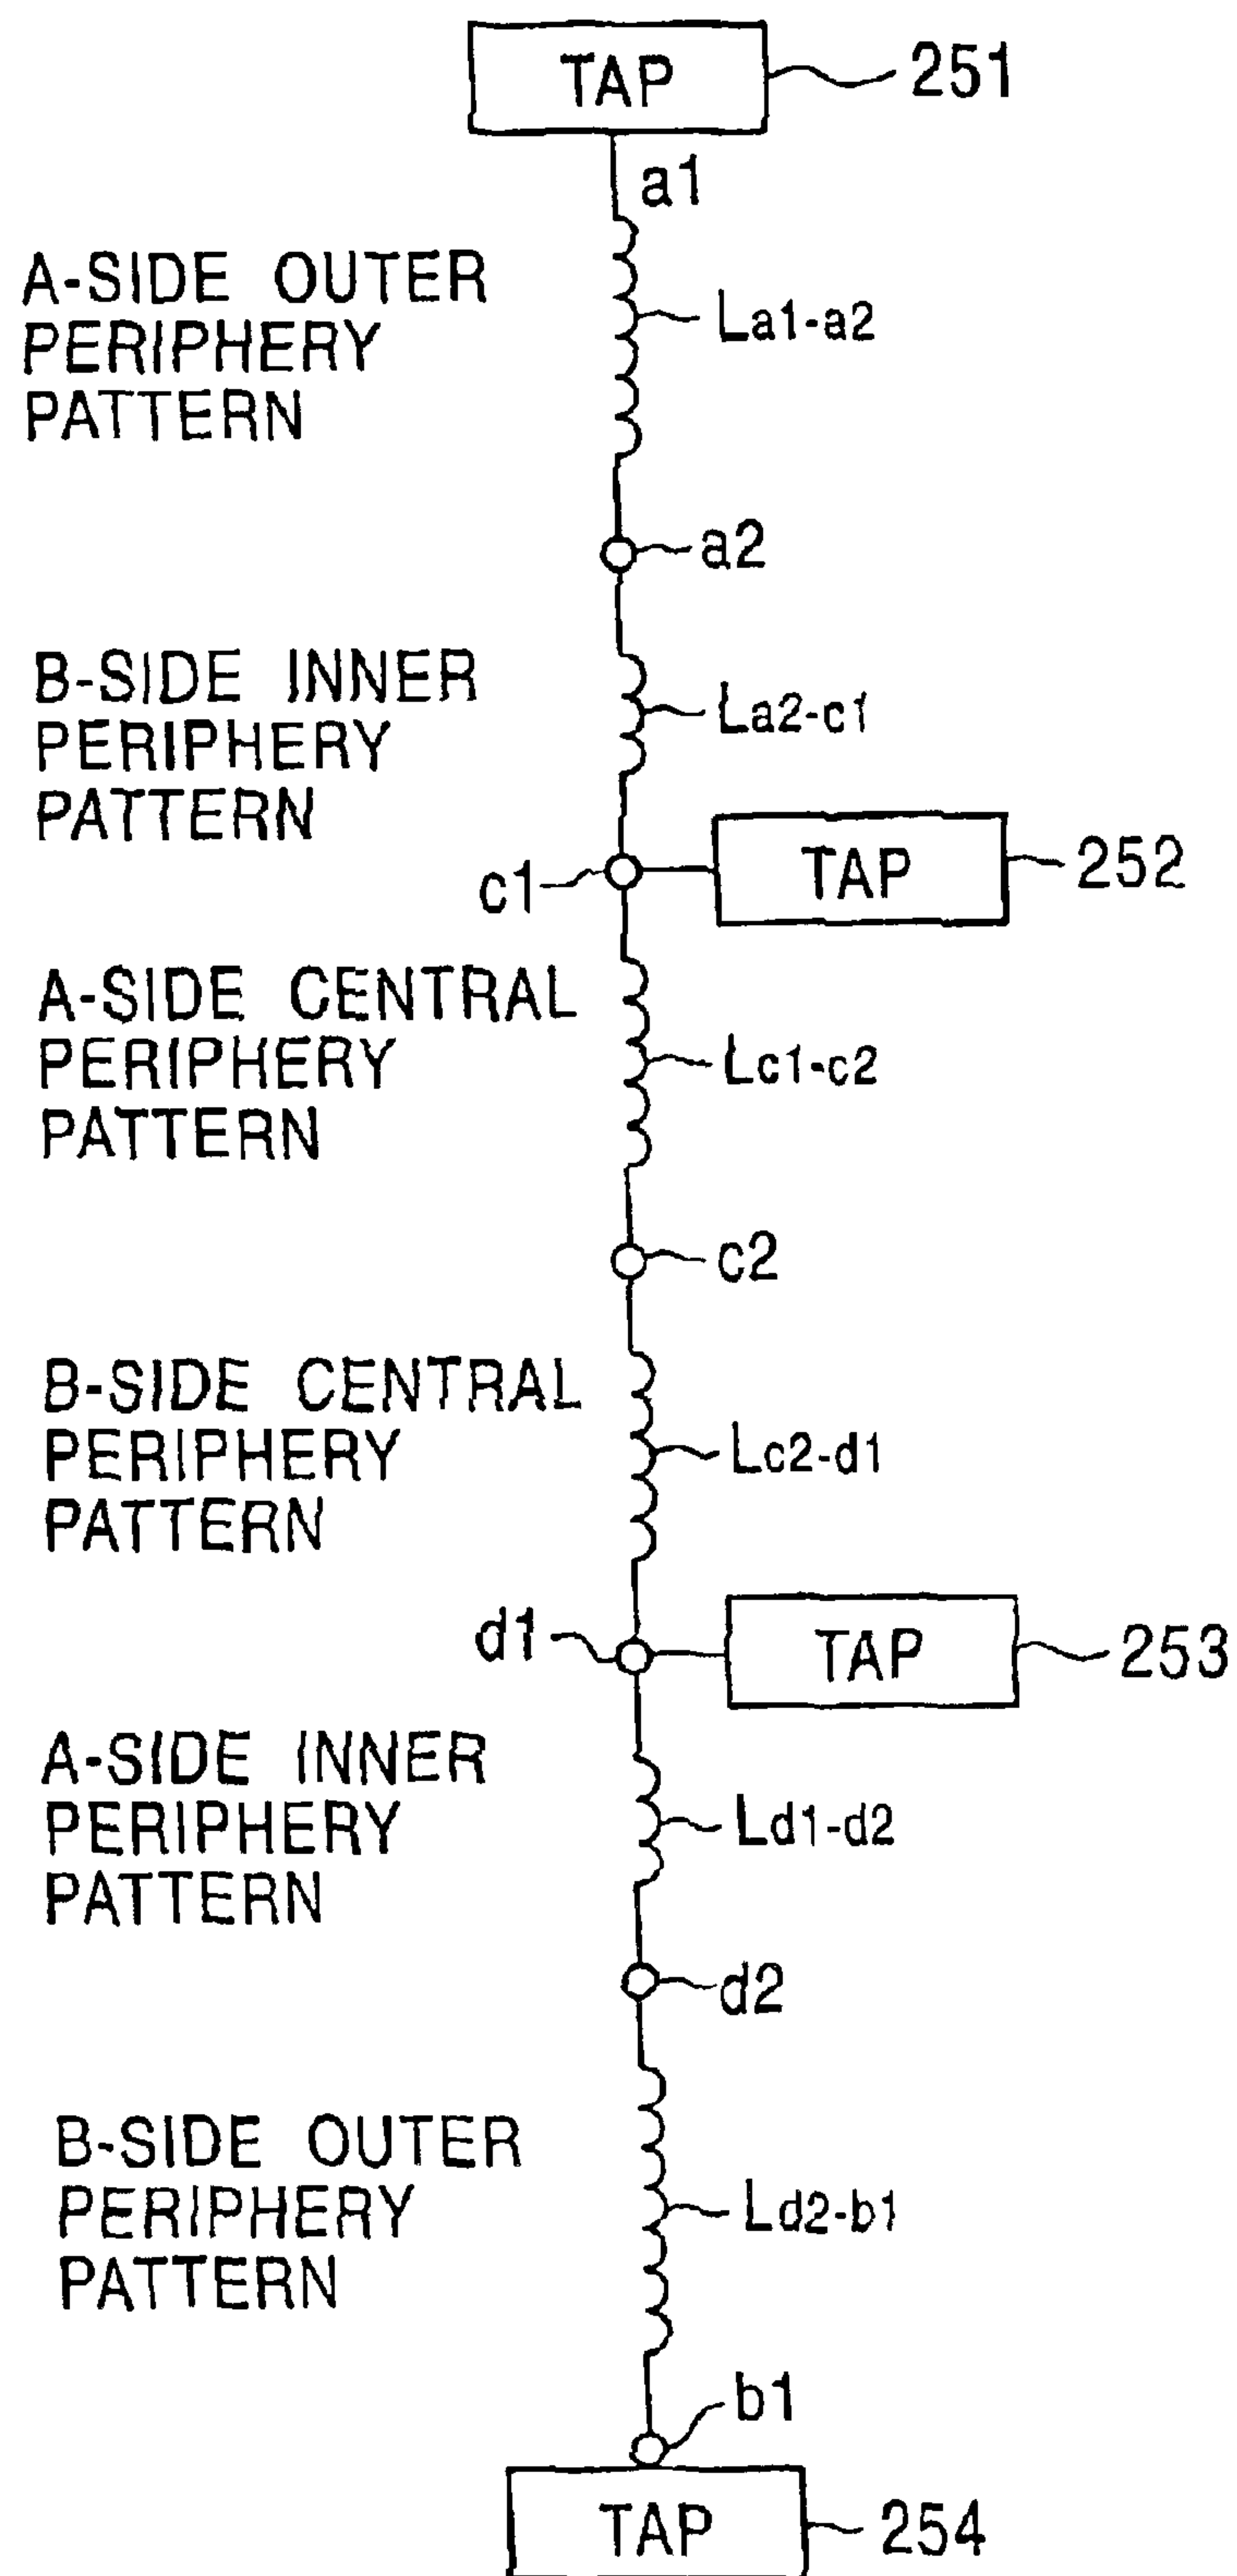 TAP
251
a1
A-SIDE OUTER
PERIPHERY
PATTERN
La1-a2
a2
B-SIDE INNER
PERIPHERY
PATTERN
La2-c1
c1
TAP
252
A-SIDE CENTRAL
PERIPHERY
PATTERN
Lc1-c2
c2
B-SIDE CENTRAL
PERIPHERY
PATTERN
Lc2-d1
d1
TAP
253
A-SIDE INNER
PERIPHERY
PATTERN
Ld1-d2
d2
B-SIDE OUTER
PERIPHERY
PATTERN
Ld2-b1
b1
TAP
254